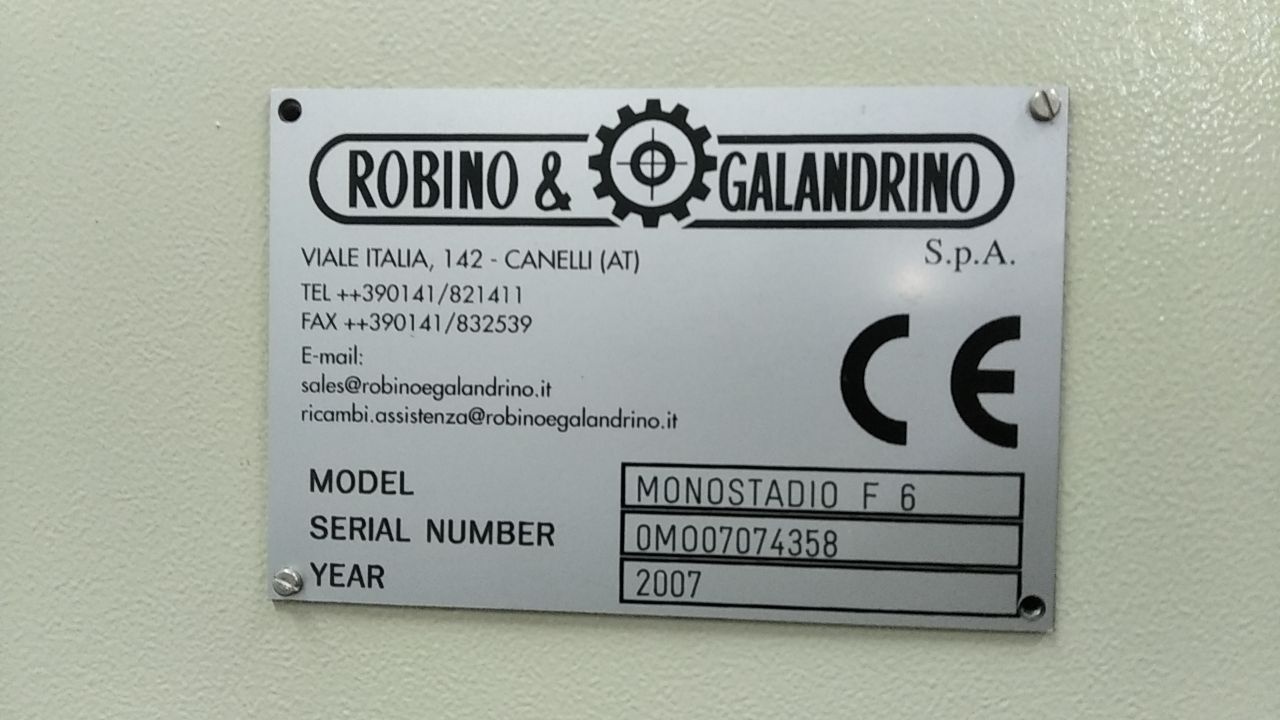 ROBINO & GALANDRINO
S.p.A.
VIALE ITALIA, 142 - CANELLI (AT)
TEL ++390141/821411
FAX ++390141/832539
E-mail:
sales@robinoegalandrino.it
ricambi.assistenza@robinoegalandrino.it
CE
MODEL MONOSTADIO F 6
SERIAL NUMBER 0MO07074358
YEAR 2007